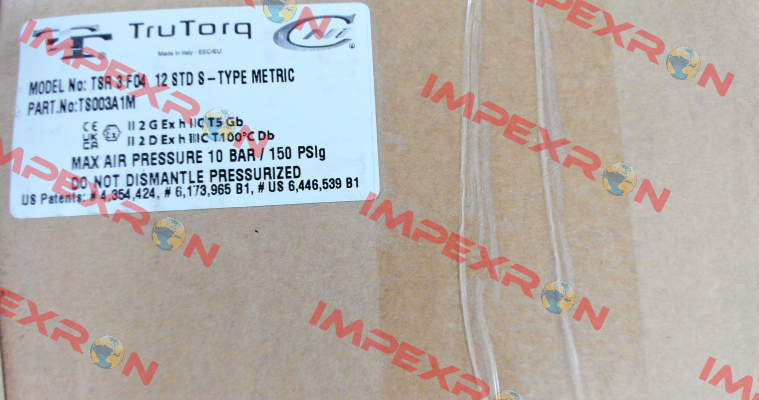 TruTorq
Made in Italy - EEC/EU
MODEL No: TSR 3 F04 12 STD S-TYPE METRIC
PART.No:TS003A1M
CE II 2 G Ex h IIC T5 Gb
UKCA II 2 D Ex h IIIC T100°C Db
MAX AIR PRESSURE 10 BAR / 150 PSIg
DO NOT DISMANTLE PRESSURIZED
US Patents: # 4,354,424, # 6,173,965 B1, # US 6,446,539 B1
IMPEXRON
IMPEXRON
IMPEXRON
IMPEXRON
IMPEXRON
IMPEXRON
IMPEXRON